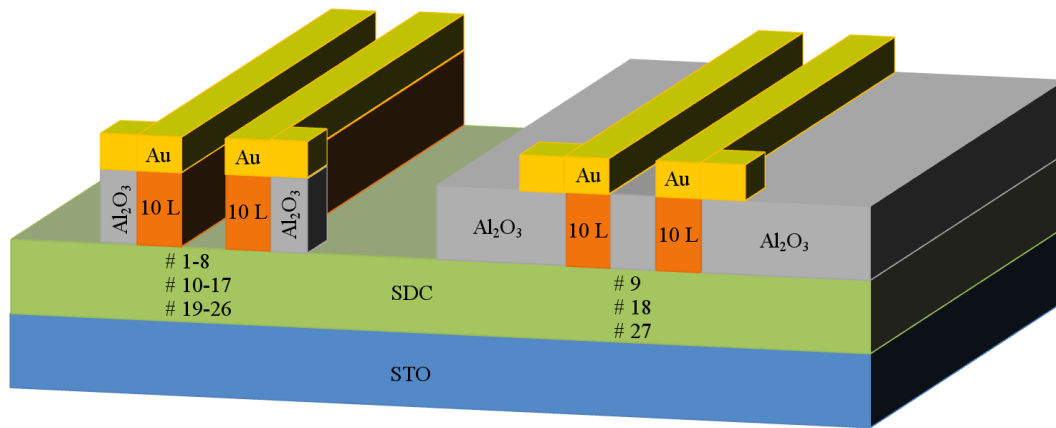 Au
Au
Al₂O₃
10 L
10 L
Al₂O₃
Au
Au
Al₂O₃
10 L
10 L
Al₂O₃
# 1-8
# 10-17
# 19-26
# 9
# 18
# 27
SDC
STO